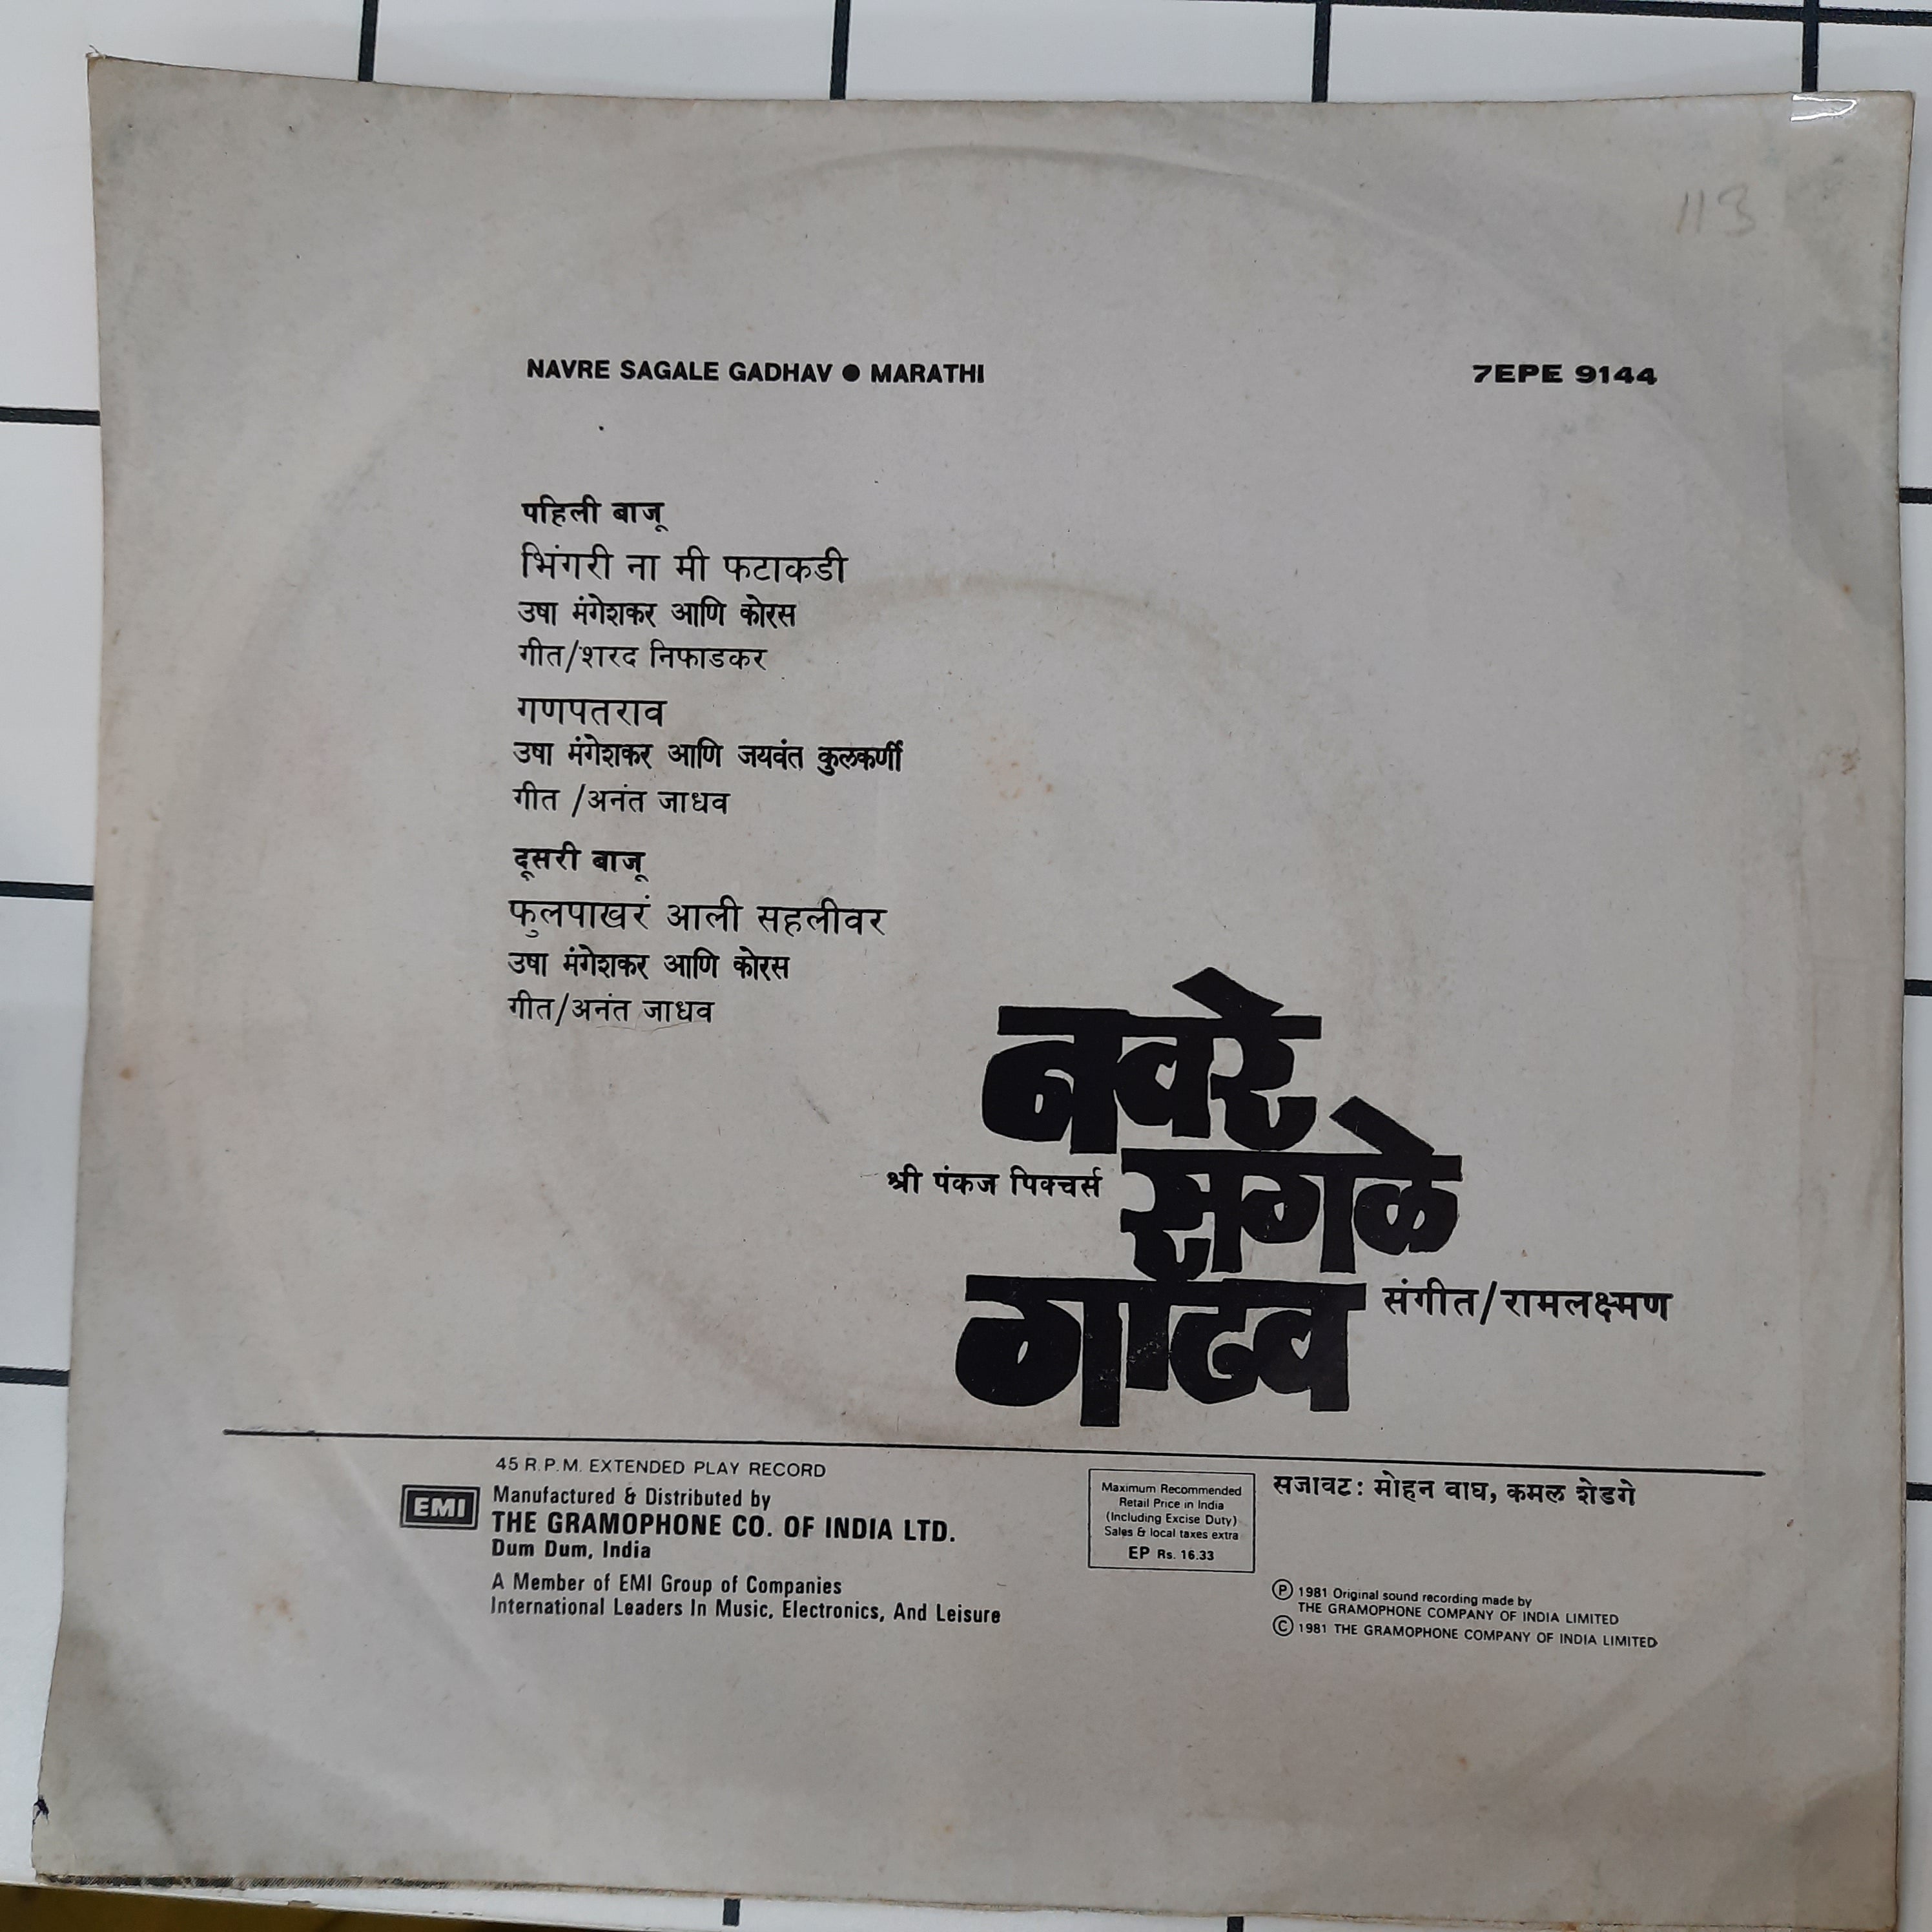 113
NAVRE SAGALE GADHAV ● MARATHI
7EPE 9144
पहिली बाजू
भिंगरी ना मी फटाकडी
उषा मंगेशकर आणि कोरस
गीत/शरद निफाडकर
गणपतराव
उषा मंगेशकर आणि जयवंत कुलकर्णी
गीत /अनंत जाधव
दूसरी बाजू
फुलपाखरं आली सहलीवर
उषा मंगेशकर आणि कोरस
गीत/अनंत जाधव
नवरे
श्री पंकज पिक्चर्स
सगळे
गाढव
संगीत/रामलक्ष्मण
45 R.P.M. EXTENDED PLAY RECORD
EMI
Manufactured & Distributed by
THE GRAMOPHONE CO. OF INDIA LTD.
Dum Dum, India
A Member of EMI Group of Companies
International Leaders In Music, Electronics, And Leisure
Maximum Recommended
Retail Price in India
(Including Excise Duty)
Sales & local taxes extra
EP Rs. 16.33
सजावट: मोहन वाघ, कमल शेडगे
Ⓟ 1981 Original sound recording made by
THE GRAMOPHONE COMPANY OF INDIA LIMITED
Ⓒ 1981 THE GRAMOPHONE COMPANY OF INDIA LIMITED